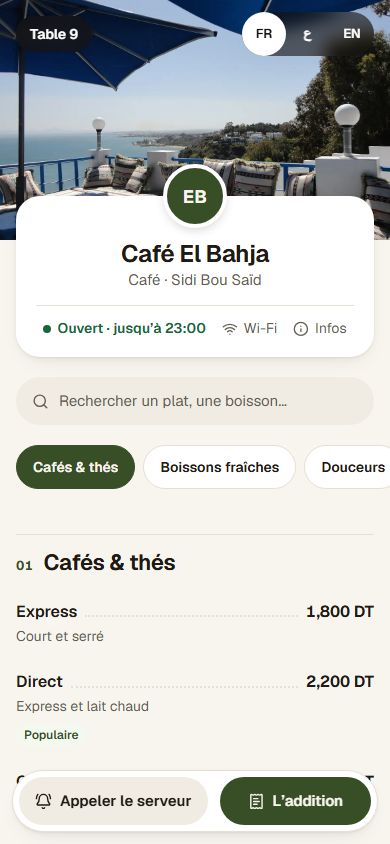 Table 9
FR
ع
EN
EB
Café El Bahja
Café · Sidi Bou Saïd
Ouvert · jusqu'à 23:00
Wi-Fi
Infos
Rechercher un plat, une boisson…
Cafés & thés
Boissons fraîches
Douceurs
01 Cafés & thés
Express 1,800 DT
Court et serré
Direct 2,200 DT
Express et lait chaud
Populaire
Appeler le serveur
L'addition